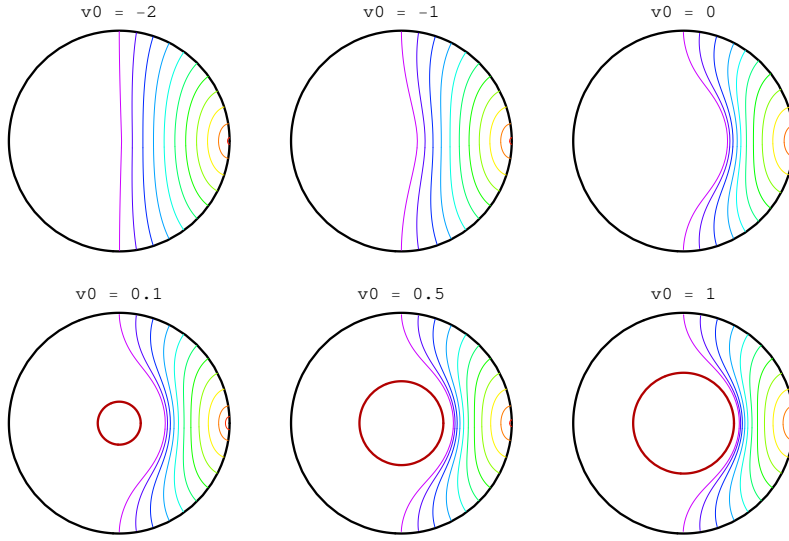 v0 = -2
v0 = -1
v0 = 0
v0 = 0.1
v0 = 0.5
v0 = 1